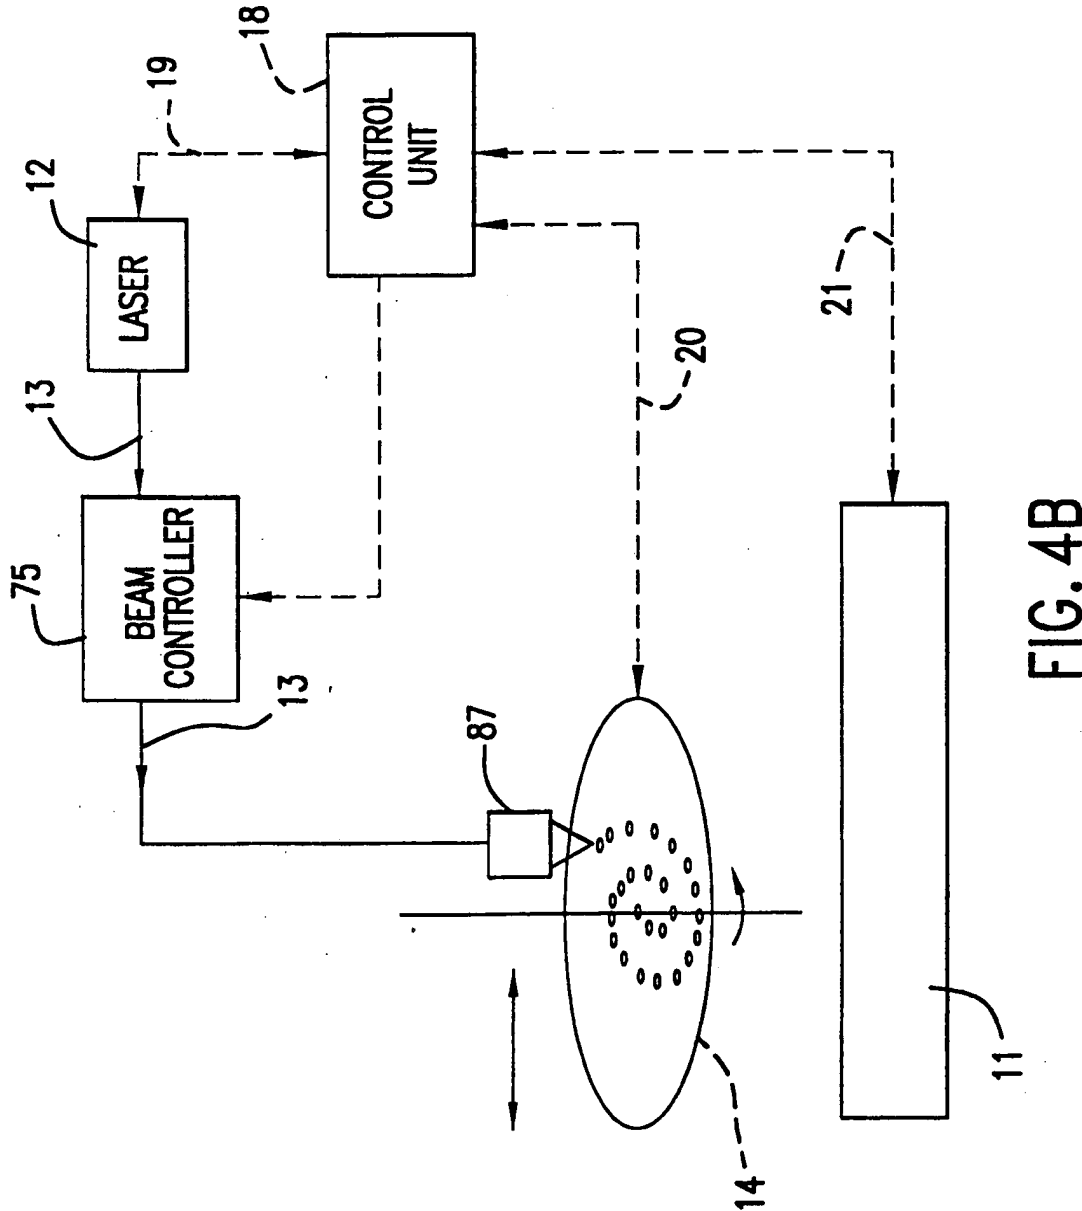 18
19
12
CONTROL
UNIT
LASER
13
21
20
75
BEAM
CONTROLLER
13
87
11
14
FIG. 4B